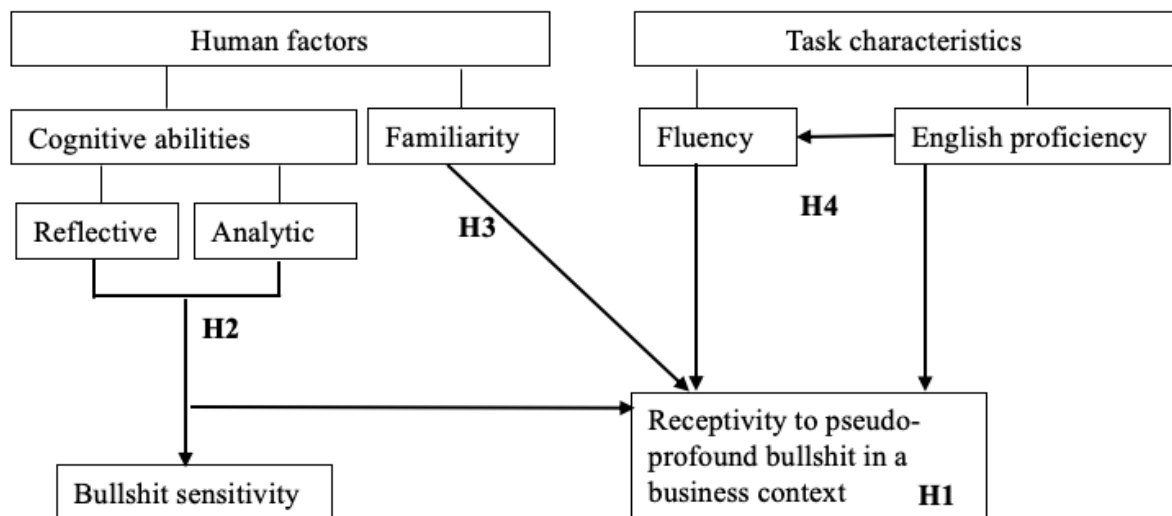 Human factors
Task characteristics
Cognitive abilities
Familiarity
Fluency
English proficiency
Reflective
Analytic
H3
H4
H2
Receptivity to pseudo-
profound bullshit in a
business context H1
Bullshit sensitivity